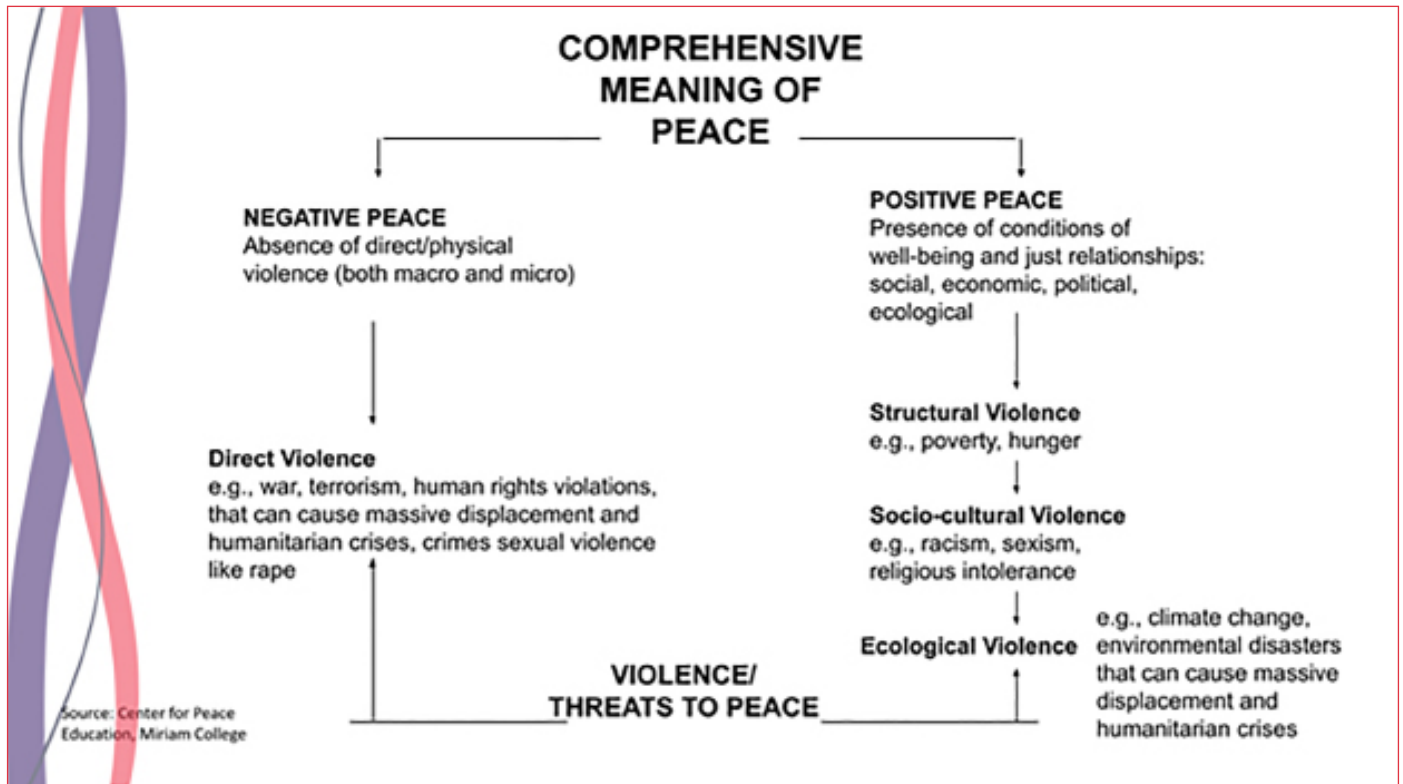 COMPREHENSIVE
MEANING OF
PEACE
NEGATIVE PEACE
Absence of direct/physical
violence (both macro and micro)
POSITIVE PEACE
Presence of conditions of
well-being and just relationships:
social, economic, political,
ecological
Direct Violence
e.g., war, terrorism, human rights violations,
that can cause massive displacement and
humanitarian crises, crimes sexual violence
like rape
Structural Violence
e.g., poverty, hunger
Socio-cultural Violence
e.g., racism, sexism,
religious intolerance
Ecological Violence
e.g., climate change,
environmental disasters
that can cause massive
displacement and
humanitarian crises
VIOLENCE/
THREATS TO PEACE
Source: Center for Peace
Education, Miriam College